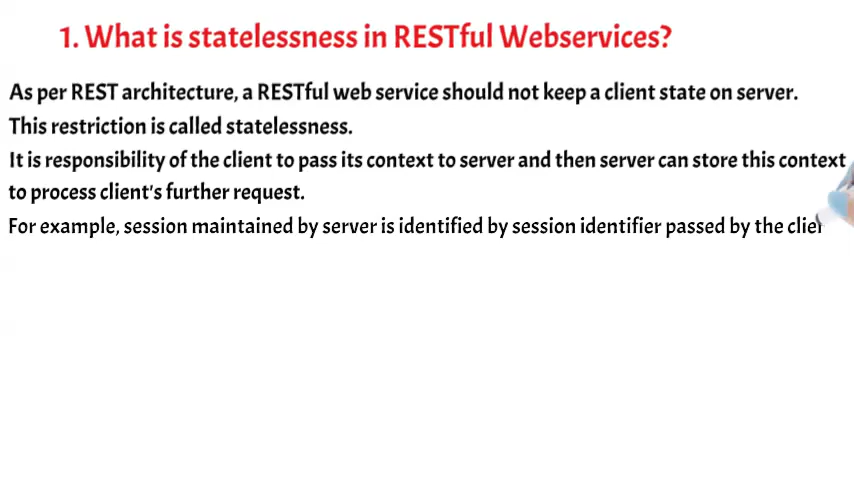 1. What is statelessness in RESTful Webservices?
As per REST architecture, a RESTful web service should not keep a client state on server.
This restriction is called statelessness.
It is responsibility of the client to pass its context to server and then server can store this context
to process client's further request.
For example, session maintained by server is identified by session identifier passed by the